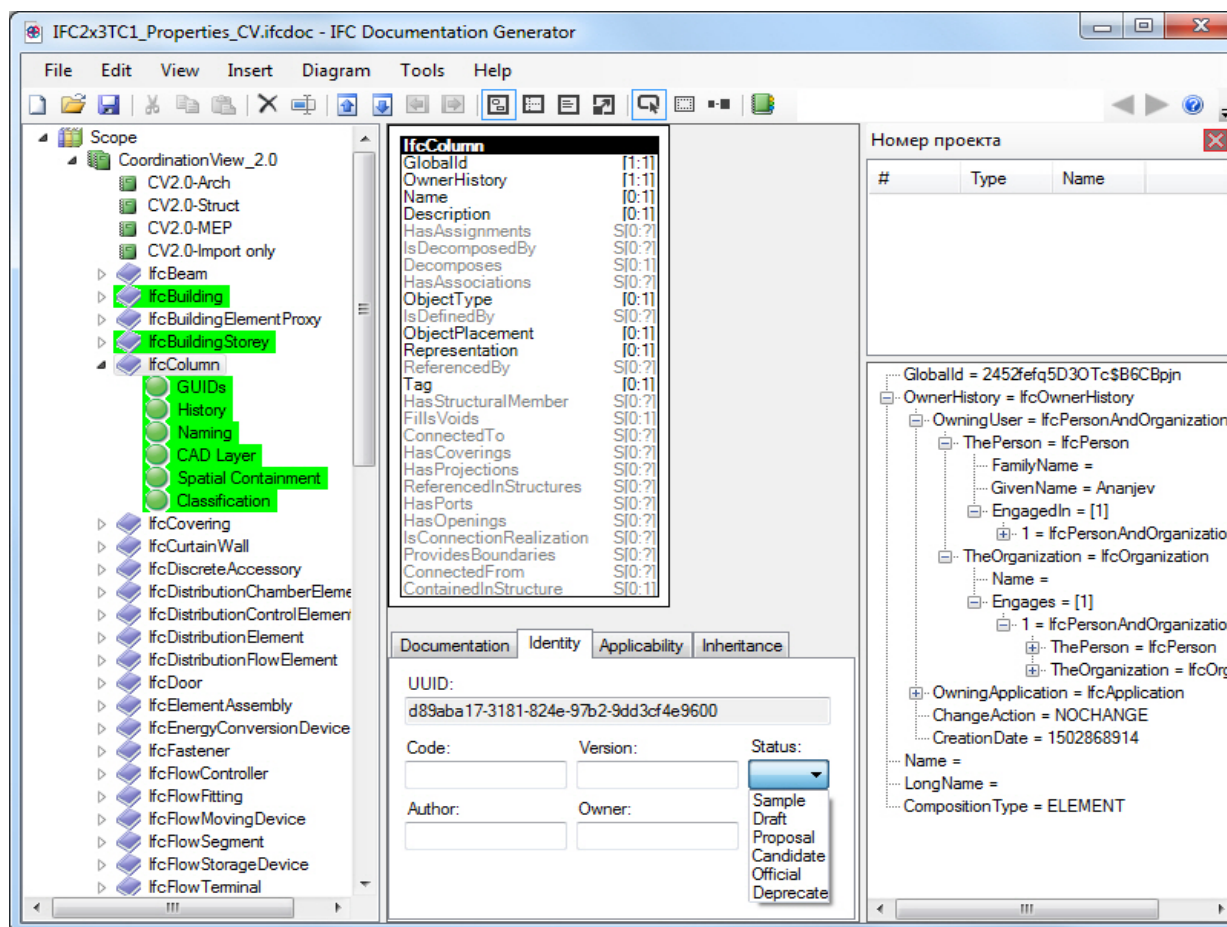 IFC2x3TC1_Properties_CV.ifcdoc - IFC Documentation Generator
File Edit View Insert Diagram Tools Help
Scope
CoordinationView_2.0
CV2.0-Arch
CV2.0-Struct
CV2.0-MEP
CV2.0-Import only
IfcBeam
IfcBuilding
IfcBuildingElementProxy
IfcBuildingStorey
IfcColumn
GUIDs
History
Naming
CAD Layer
Spatial Containment
Classification
IfcCovering
IfcCurtainWall
IfcDiscreteAccessory
IfcDistributionChamberEleme
IfcDistributionControlElement
IfcDistributionElement
IfcDistributionFlowElement
IfcDoor
IfcElementAssembly
IfcEnergyConversionDevice
IfcFastener
IfcFlowController
IfcFlowFitting
IfcFlowMovingDevice
IfcFlowSegment
IfcFlowStorageDevice
IfcFlowTerminal
IfcColumn
GlobalId [1:1]
OwnerHistory [1:1]
Name [0:1]
Description [0:1]
HasAssignments S[0:?]
IsDecomposedBy S[0:?]
Decomposes S[0:1]
HasAssociations S[0:?]
ObjectType [0:1]
IsDefinedBy S[0:?]
ObjectPlacement [0:1]
Representation [0:1]
ReferencedBy S[0:?]
Tag [0:1]
HasStructuralMember S[0:?]
FillsVoids S[0:1]
ConnectedTo S[0:?]
HasCoverings S[0:?]
HasProjections S[0:?]
ReferencedInStructures S[0:?]
HasPorts S[0:?]
HasOpenings S[0:?]
IsConnectionRealization S[0:?]
ProvidesBoundaries S[0:?]
ConnectedFrom S[0:?]
ContainedInStructure S[0:1]
Documentation Identity Applicability Inheritance
UUID:
d89aba17-3181-824e-97b2-9dd3cf4e9600
Code: Version: Status:
Author: Owner:
Sample
Draft
Proposal
Candidate
Official
Deprecate
Номер проекта
# Type Name
GlobalId = 2452fefq5D3OTc$B6CBpjn
OwnerHistory = IfcOwnerHistory
OwningUser = IfcPersonAndOrganization
ThePerson = IfcPerson
FamilyName =
GivenName = Ananjev
EngagedIn = [1]
1 = IfcPersonAndOrganizatio
TheOrganization = IfcOrganization
Name =
Engages = [1]
1 = IfcPersonAndOrganizatio
ThePerson = IfcPerson
TheOrganization = IfcOrg
OwningApplication = IfcApplication
ChangeAction = NOCHANGE
CreationDate = 1502868914
Name =
LongName =
CompositionType = ELEMENT